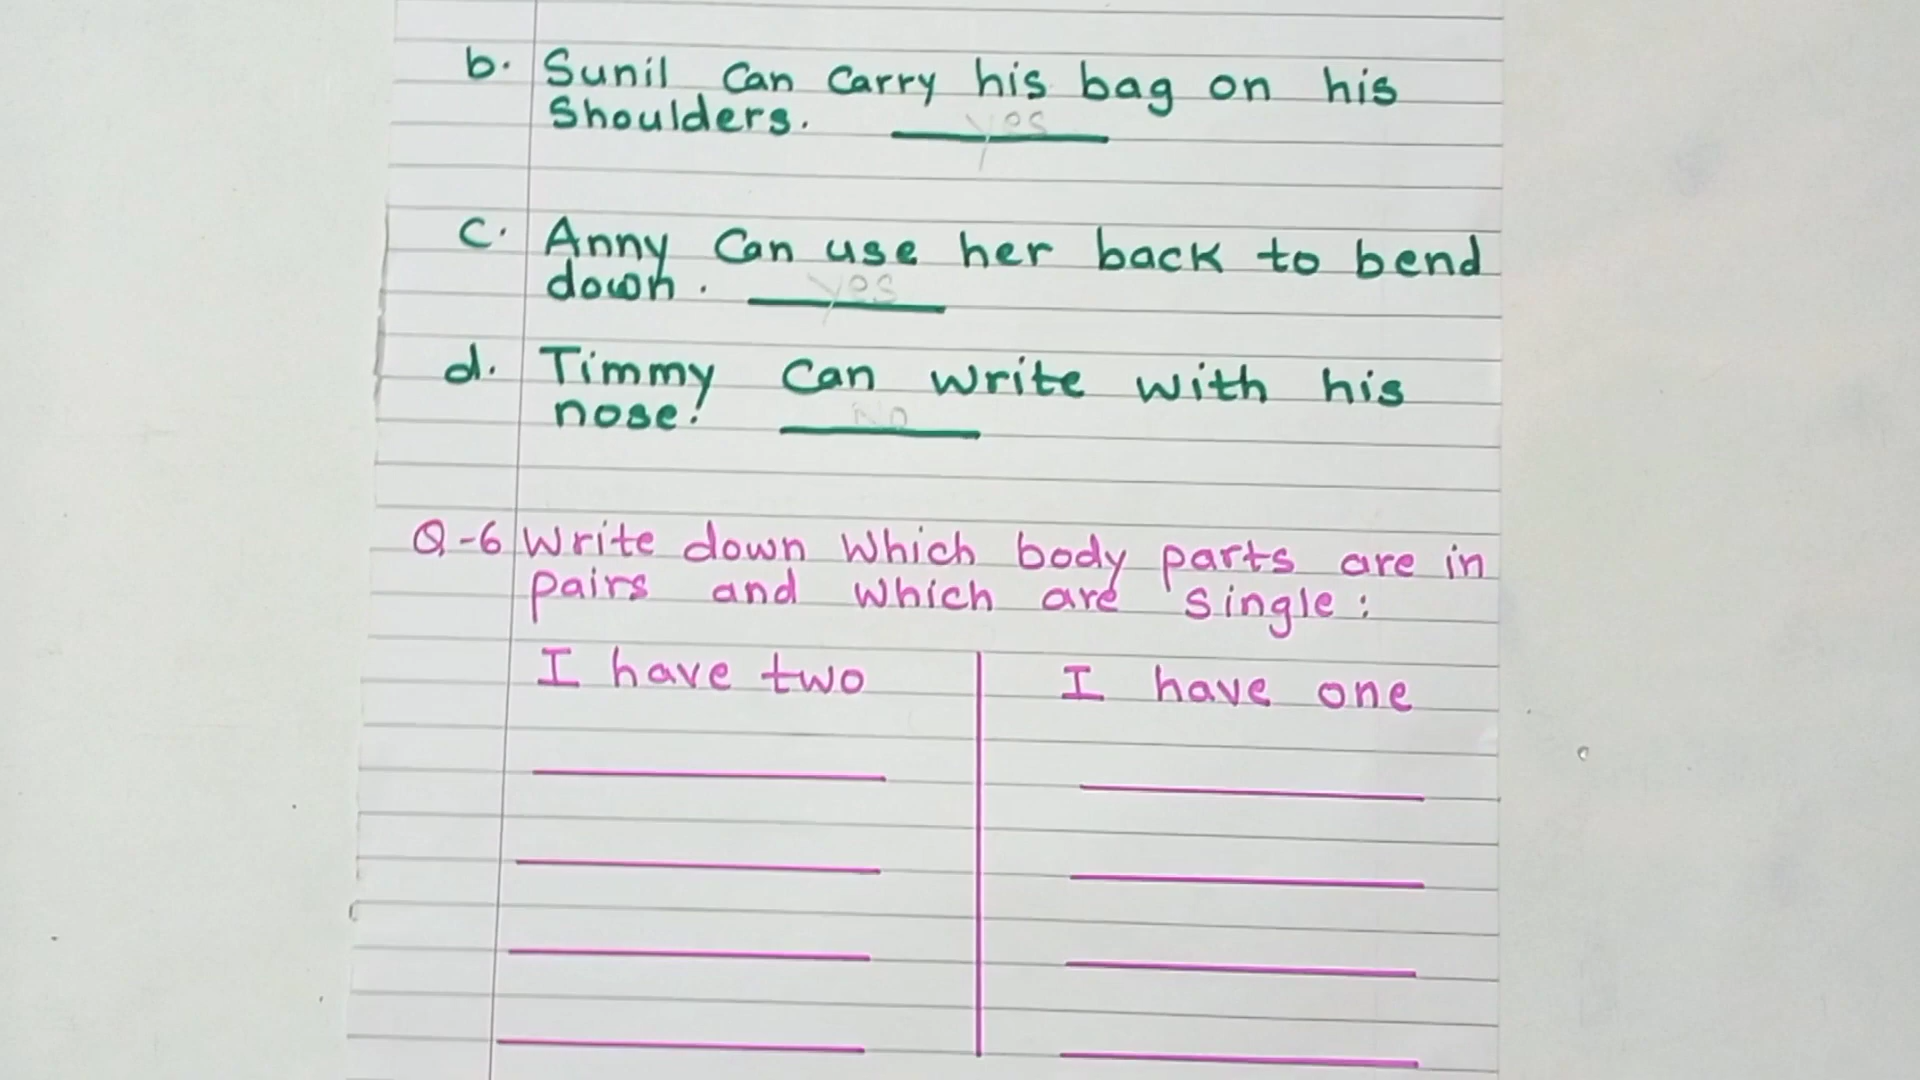 b. Sunil can carry his bag on his
shoulders. yes
c. Anny can use her back to bend
down. yes
d. Timmy can write with his
nose! No
Q-6 Write down which body parts are in
pairs and which are single:
I have two I have one